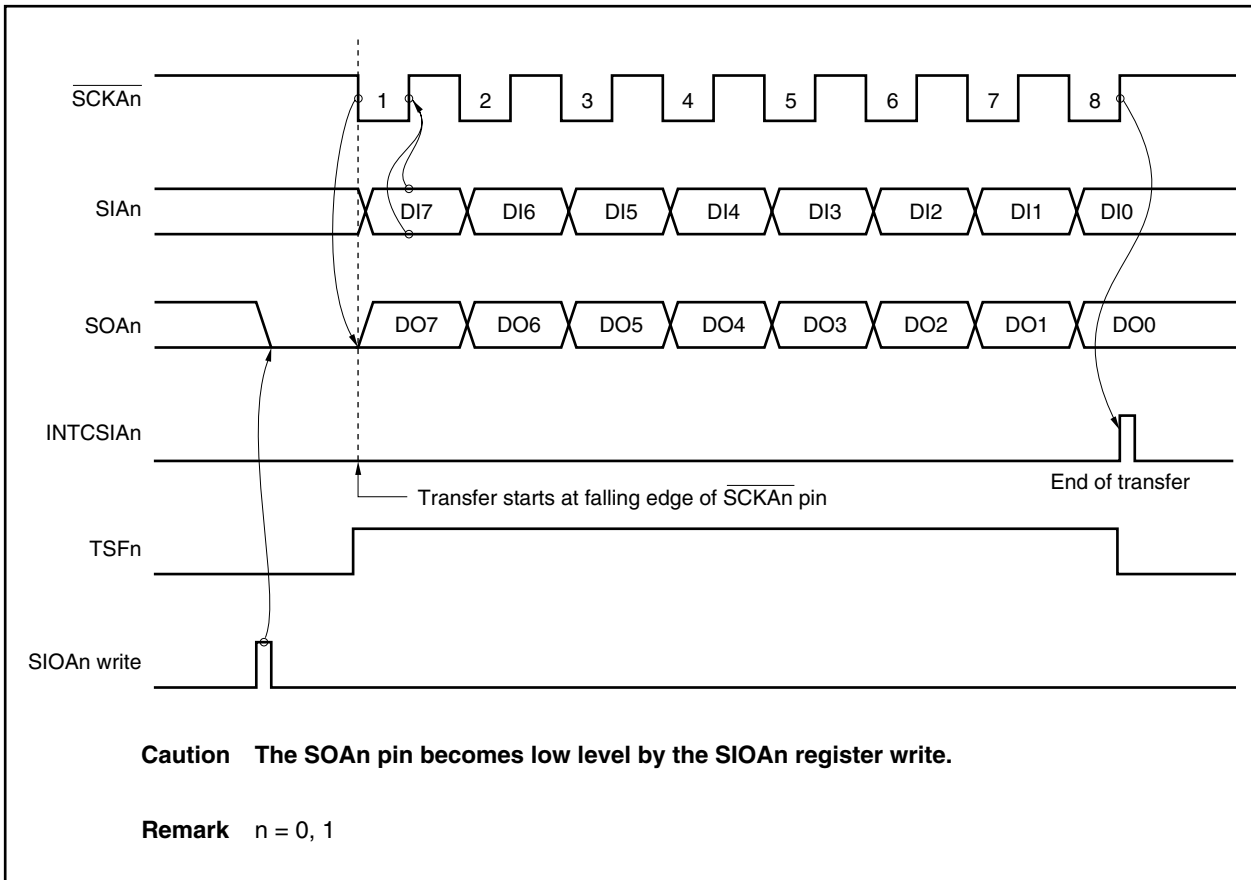 SCKAn
1 2 3 4 5 6 7 8
SIAn
DI7 DI6 DI5 DI4 DI3 DI2 DI1 DI0
SOAn
DO7 DO6 DO5 DO4 DO3 DO2 DO1 DO0
INTCSIAn
End of transfer
Transfer starts at falling edge of SCKAn pin
TSFn
SIOAn write
Caution The SOAn pin becomes low level by the SIOAn register write.
Remark n = 0, 1